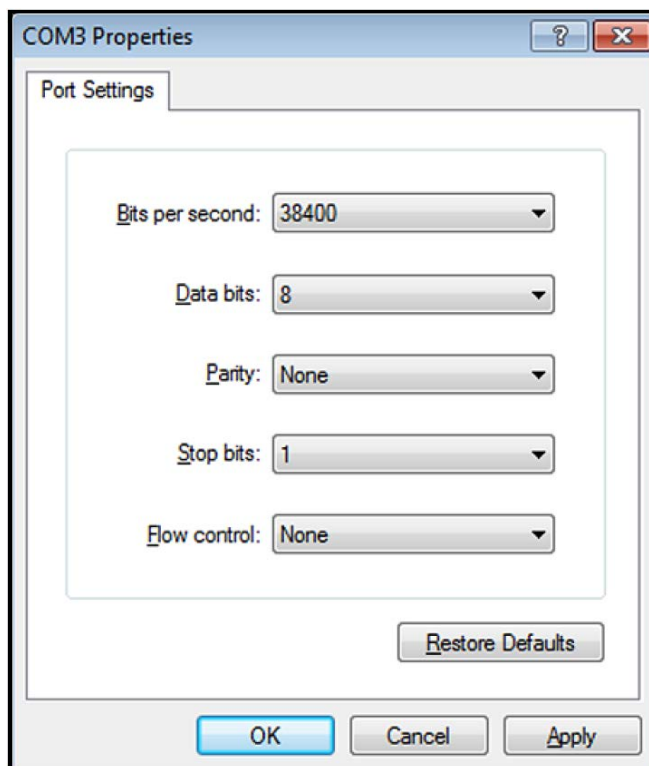 COM3 Properties
Port Settings
Bits per second: 38400
Data bits: 8
Parity: None
Stop bits: 1
Flow control: None
Restore Defaults
OK Cancel Apply